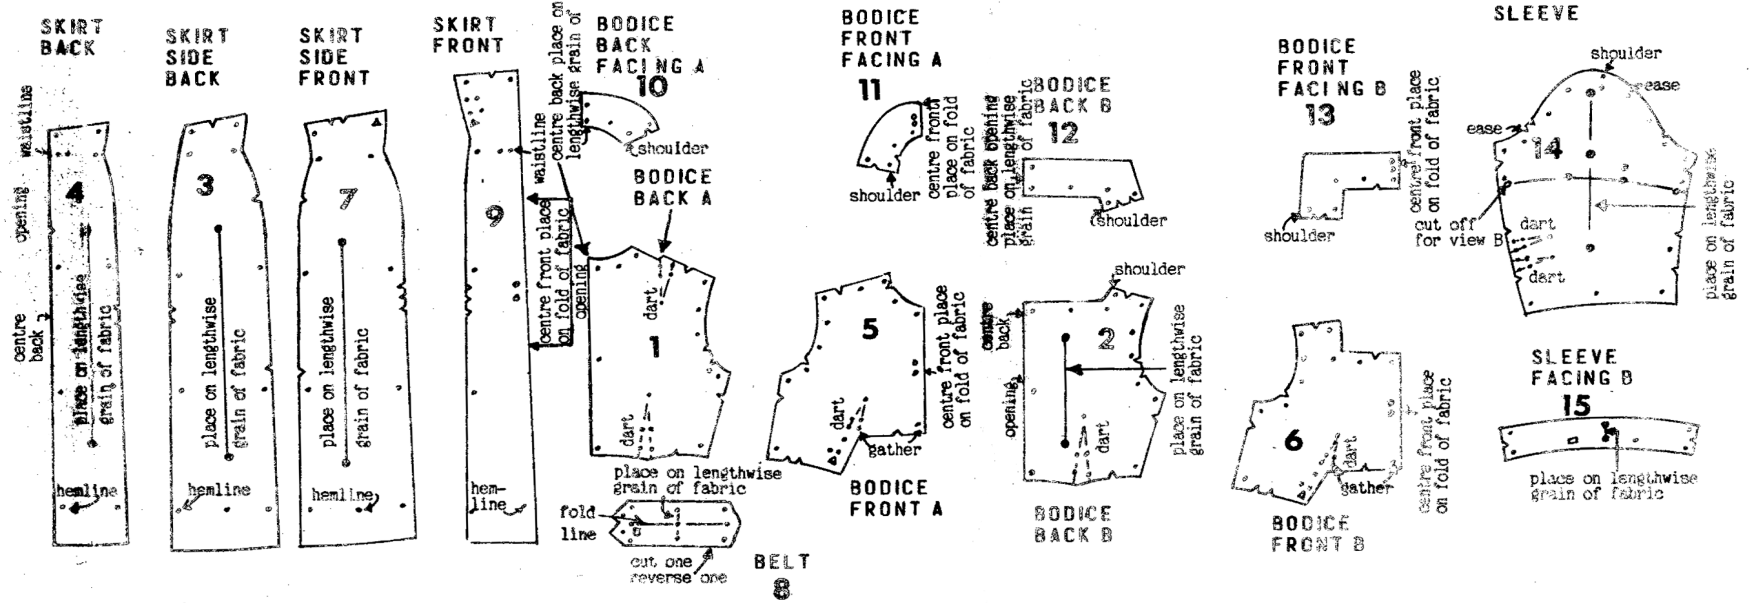 SKIRT
BACK
waistline
opening
4
centre
back
place on lengthwise
grain of fabric
hemline
SKIRT
SIDE
BACK
3
place on lengthwise
grain of fabric
hemline
SKIRT
SIDE
FRONT
7
place on lengthwise
grain of fabric
hemline
SKIRT
FRONT
9
waistline
centre front place
on fold of fabric
hem-
line
centre back place on
lengthwise grain of
opening
BODICE
BACK
FACING A
10
shoulder
BODICE
BACK A
dart
1
dart
place on lengthwise
grain of fabric
fold
line
cut one
reverse one
BELT
8
BODICE
FRONT
FACING A
11
shoulder
centre front
place on fold
of fabric
5
centre front place
on fold of fabric
dart
gather
BODICE
FRONT A
BODICE
BACK B
12
centre back opening
place on lengthwise
grain of fabric
shoulder
shoulder
centre
back
opening
2
place on lengthwise
grain of fabric
dart
BODICE
BACK B
BODICE
FRONT
FACING B
13
centre front place
on fold of fabric
shoulder
6
dart
gather
centre front place
on fold of fabric
BODICE
FRONT B
SLEEVE
shoulder
ease
ease
14
cut off
for view B
dart
dart
place on lengthwise
grain of fabric
SLEEVE
FACING B
15
place on lengthwise
grain of fabric